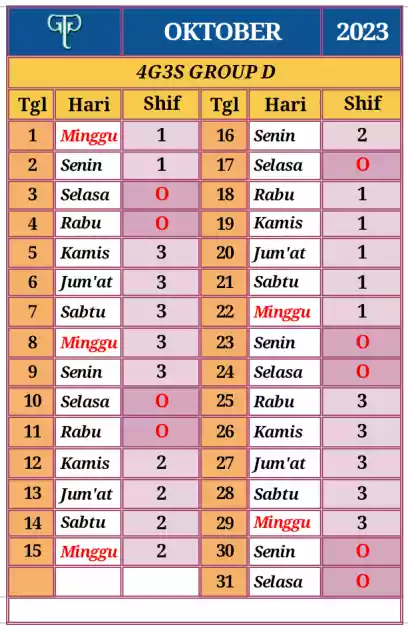 OKTOBER 2023
4G3S GROUP D
Tgl Hari Shif Tgl Hari Shif
1 Minggu 1 16 Senin 2
2 Senin 1 17 Selasa O
3 Selasa O 18 Rabu 1
4 Rabu O 19 Kamis 1
5 Kamis 3 20 Jum'at 1
6 Jum'at 3 21 Sabtu 1
7 Sabtu 3 22 Minggu 1
8 Minggu 3 23 Senin O
9 Senin 3 24 Selasa O
10 Selasa O 25 Rabu 3
11 Rabu O 26 Kamis 3
12 Kamis 2 27 Jum'at 3
13 Jum'at 2 28 Sabtu 3
14 Sabtu 2 29 Minggu 3
15 Minggu 2 30 Senin O
31 Selasa O